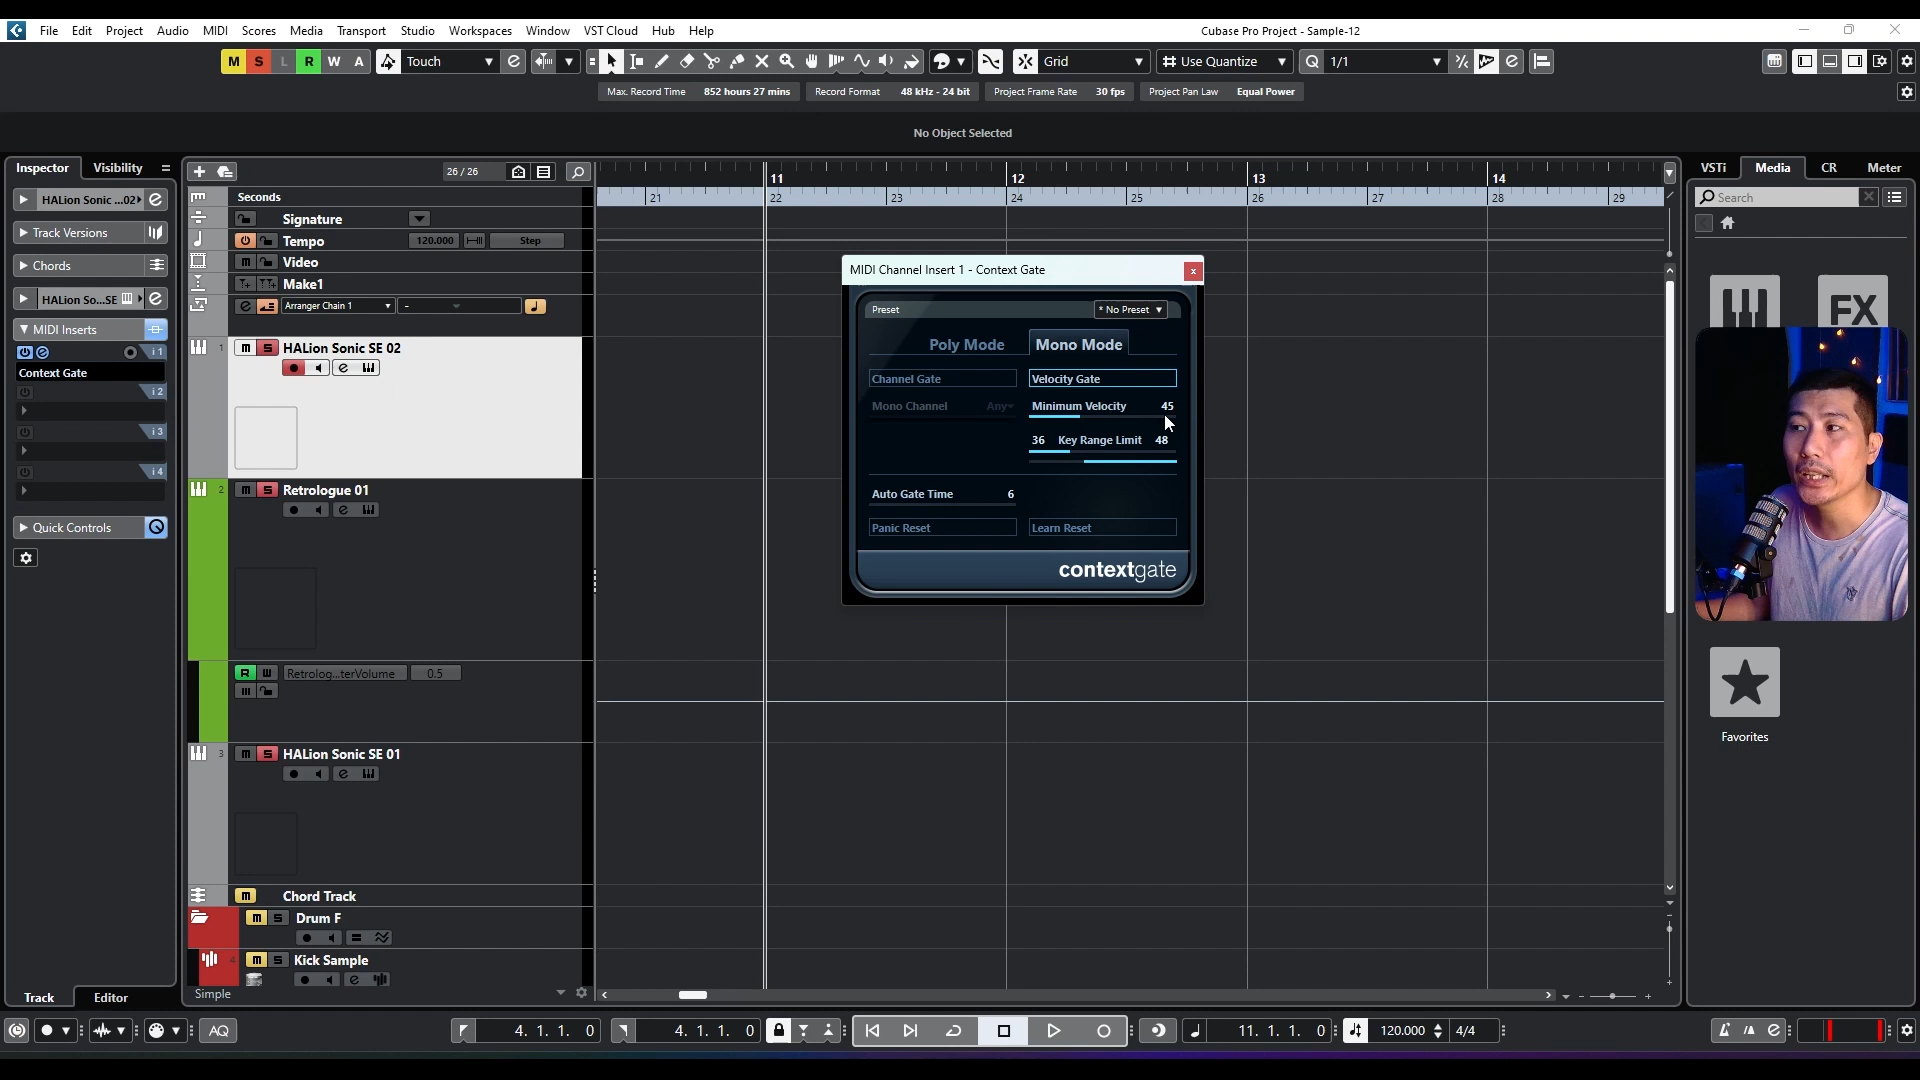 File Edit Project Audio MIDI Scores Media Transport Studio Workspaces Window VST Cloud Hub Help
Cubase Pro Project - Sample-12
M S L R W A Touch Grid Use Quantize 1/1
Max. Record Time 852 hours 27 mins Record Format 48 kHz - 24 bit Project Frame Rate 30 fps Project Pan Law Equal Power
No Object Selected
Inspector Visibility
HALion Sonic ...02
Track Versions
Chords
HALion So...SE
MIDI Inserts
i 1
Context Gate
i 2
i 3
i 4
Quick Controls
Track Editor
26 / 26
Seconds
Signature
Tempo 120.000 Step
m Video
Make1
Arranger Chain 1 -
1 m S HALion Sonic SE 02
2 m S Retrologue 01
R W Retrolog...terVolume 0.5
3 m S HALion Sonic SE 01
m Chord Track
m S Drum F
4 m S Kick Sample
Simple
11 12 13 14
21 22 23 24 25 26 27 28 29
MIDI Channel Insert 1 - Context Gate
Preset * No Preset
Poly Mode Mono Mode
Channel Gate Velocity Gate
Mono Channel Any Minimum Velocity 45
36 Key Range Limit 48
Auto Gate Time 6
Panic Reset Learn Reset
contextgate
VSTi Media CR Meter
Search
FX
Favorites
AQ
4. 1. 1. 0
4. 1. 1. 0
11. 1. 1. 0
120.000
4/4